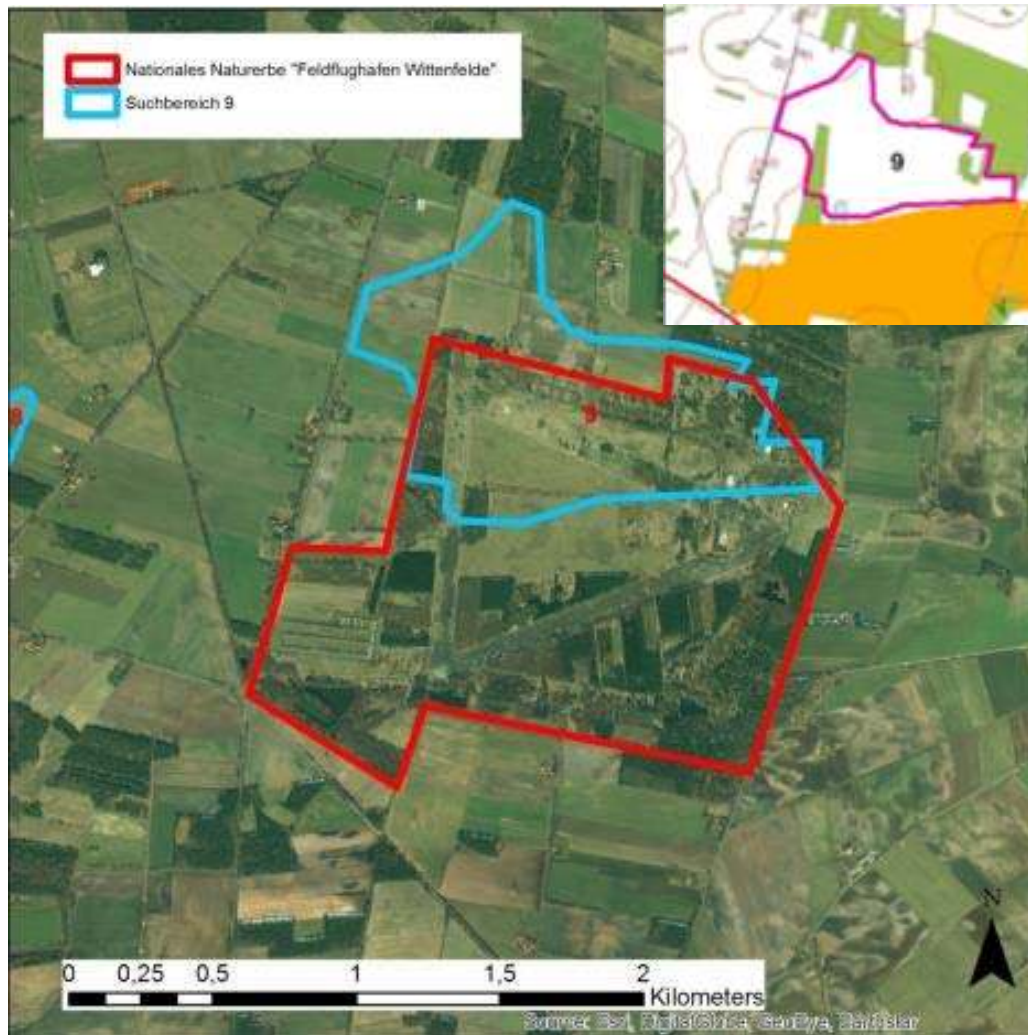 Nationales Naturerbe "Feldflughafen Wittenfelde"
Suchbereich 9
9
9
0 0,25 0,5 1 1,5 2
Kilometers
N
Source: Esri, DigitalGlobe, GeoEye, Earthstar